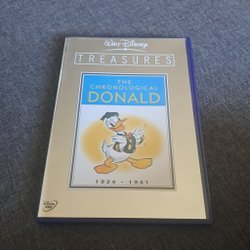 Walt Disney
TREASURES
THE
CHRONOLOGICAL
DONALD
1934 - 1941